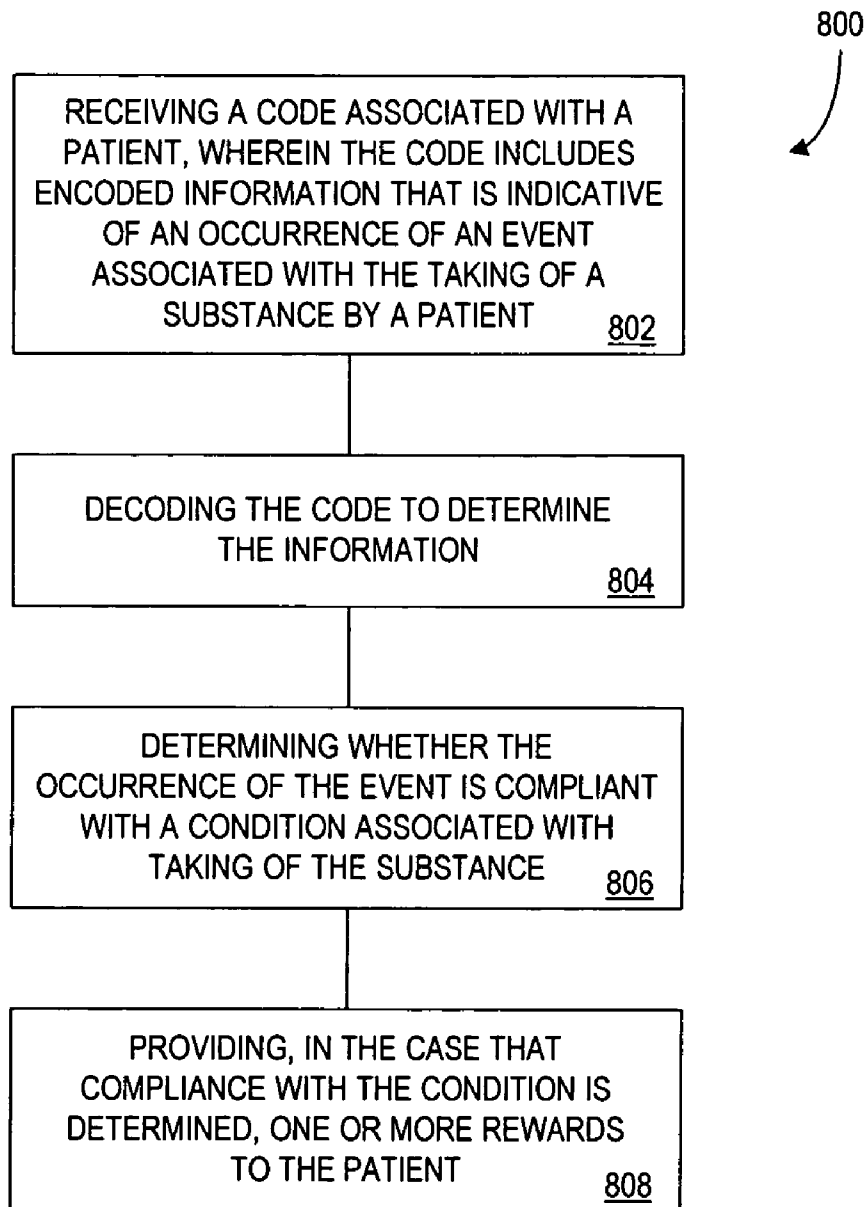 800
RECEIVING A CODE ASSOCIATED WITH A
PATIENT, WHEREIN THE CODE INCLUDES
ENCODED INFORMATION THAT IS INDICATIVE
OF AN OCCURRENCE OF AN EVENT
ASSOCIATED WITH THE TAKING OF A
SUBSTANCE BY A PATIENT
802
DECODING THE CODE TO DETERMINE
THE INFORMATION
804
DETERMINING WHETHER THE
OCCURRENCE OF THE EVENT IS COMPLIANT
WITH A CONDITION ASSOCIATED WITH
TAKING OF THE SUBSTANCE
806
PROVIDING, IN THE CASE THAT
COMPLIANCE WITH THE CONDITION IS
DETERMINED, ONE OR MORE REWARDS
TO THE PATIENT
808